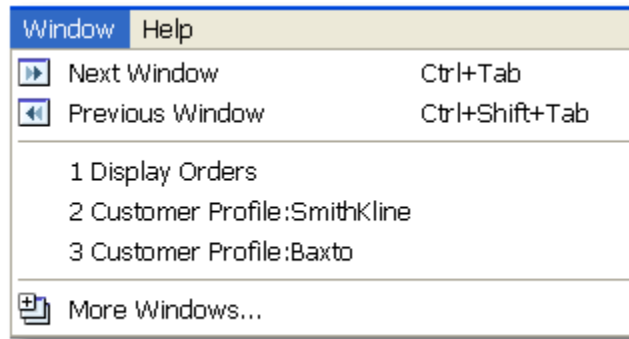 Window Help
Next Window Ctrl+Tab
Previous Window Ctrl+Shift+Tab
1 Display Orders
2 Customer Profile:SmithKline
3 Customer Profile:Baxto
More Windows...